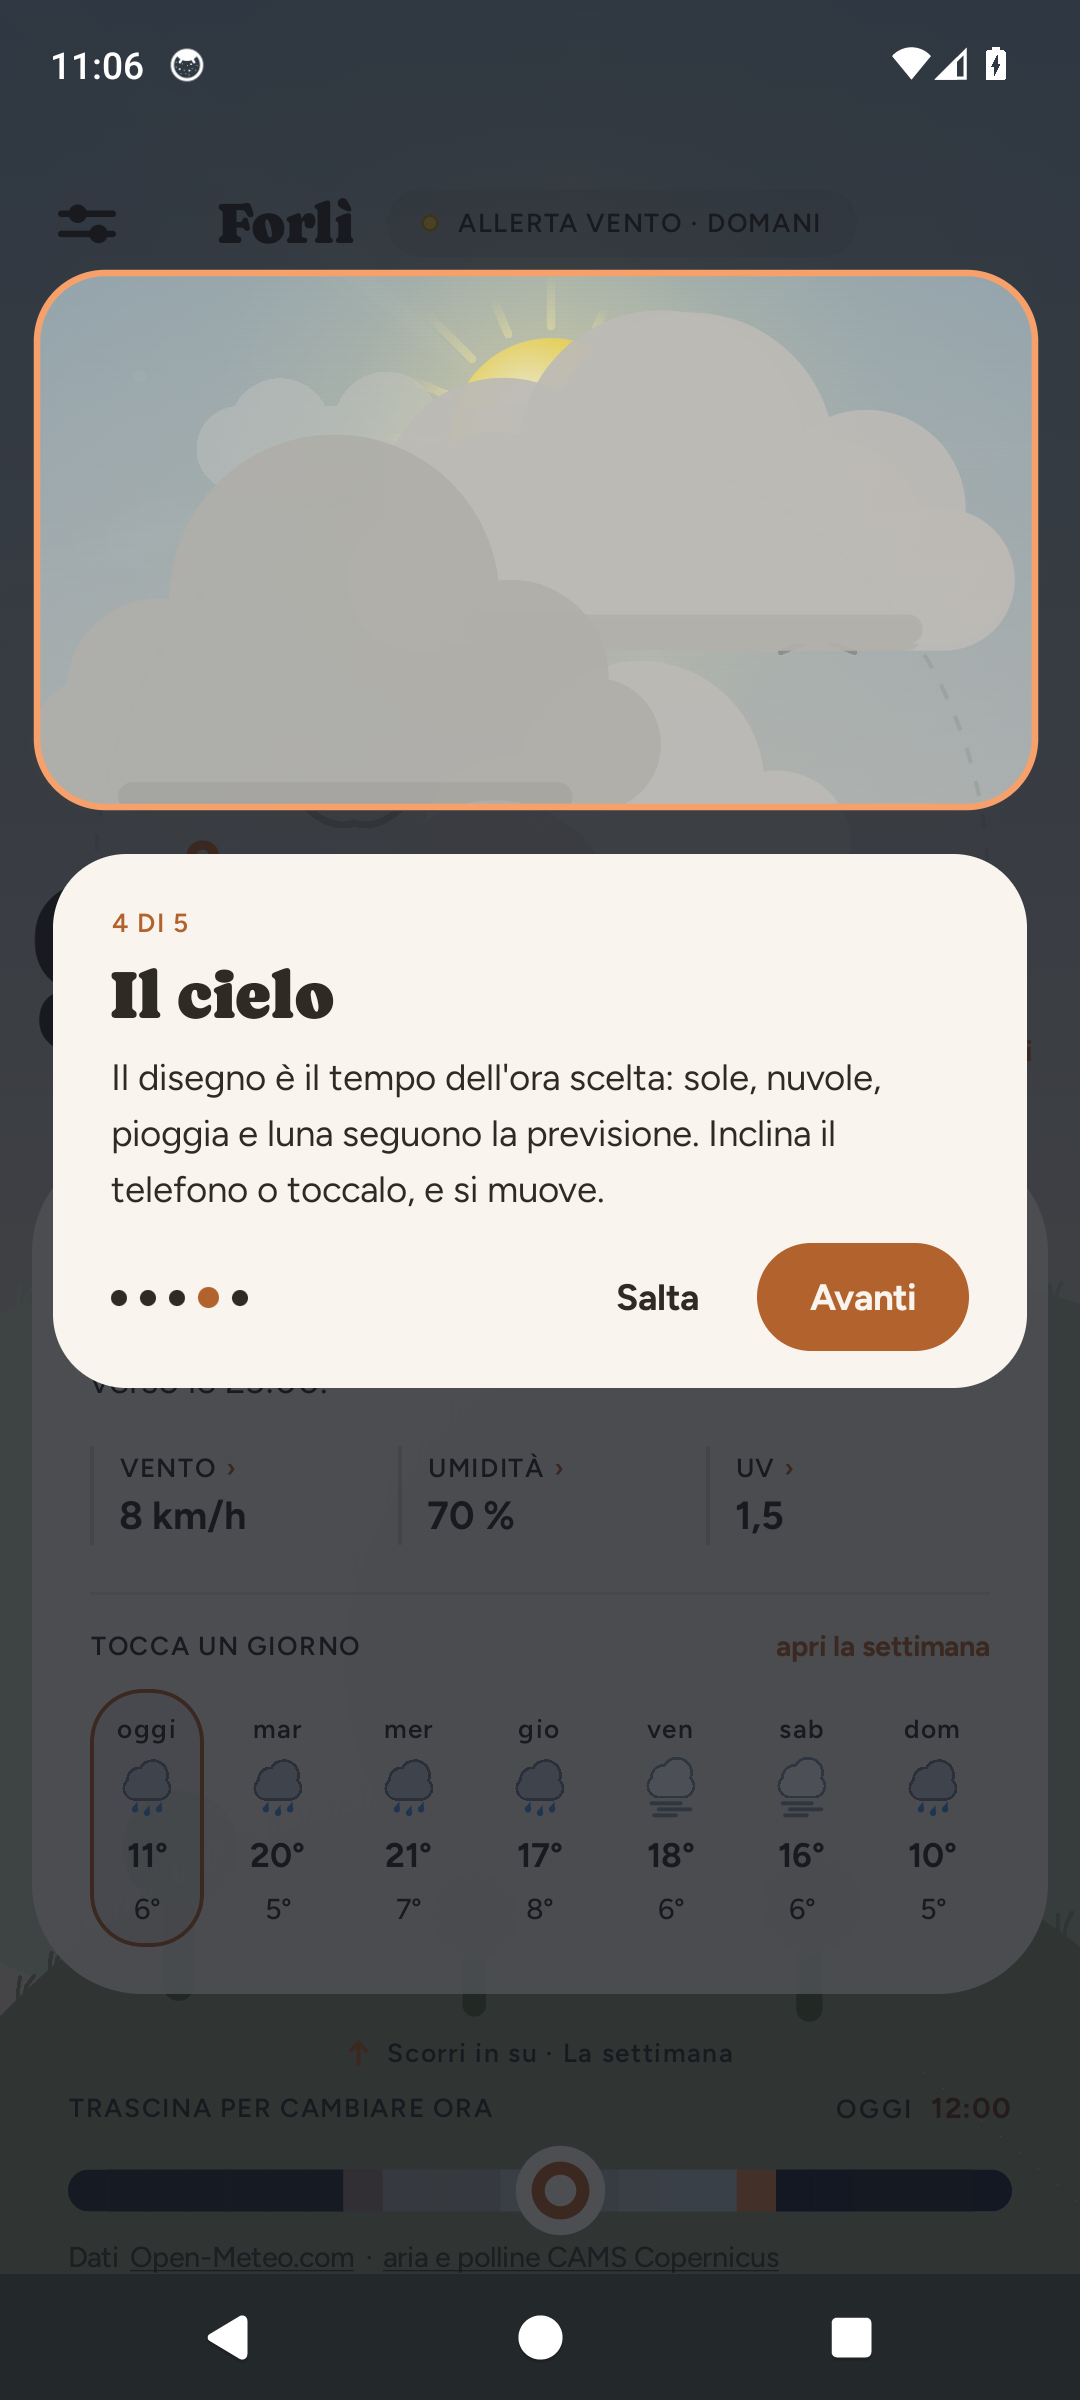 11:06
Forlì
ALLERTA VENTO · DOMANI
4 DI 5
Il cielo
Il disegno è il tempo dell'ora scelta: sole, nuvole,
pioggia e luna seguono la previsione. Inclina il
telefono o toccalo, e si muove.
Salta
Avanti
VENTO ›
UMIDITÀ ›
UV ›
8 km/h
70 %
1,5
TOCCA UN GIORNO
apri la settimana
oggi mar mer gio ven sab dom
11° 20° 21° 17° 18° 16° 10°
6° 5° 7° 8° 6° 6° 5°
↑ Scorri in su · La settimana
TRASCINA PER CAMBIARE ORA
OGGI 12:00
Dati Open-Meteo.com · aria e polline CAMS Copernicus